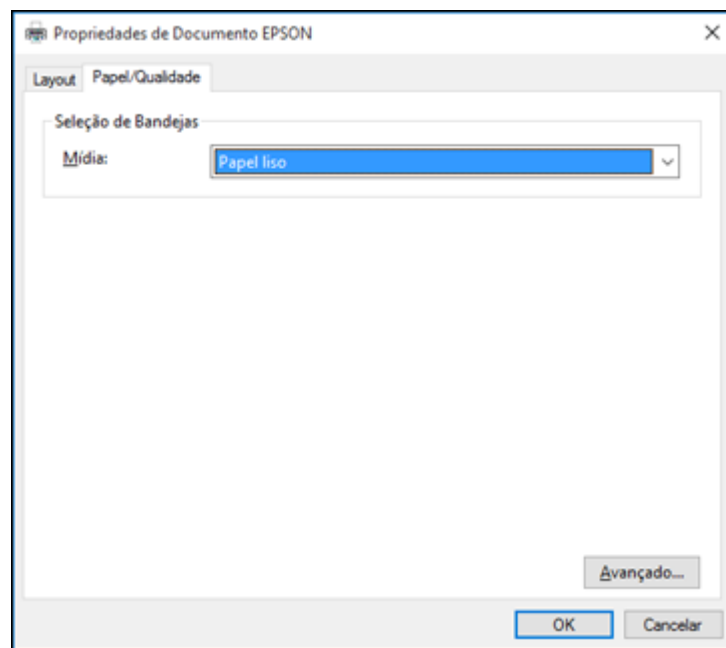 Propriedades de Documento EPSON
Layout Papel/Qualidade
Seleção de Bandejas
Mídia: Papel liso
Avançado...
OK Cancelar